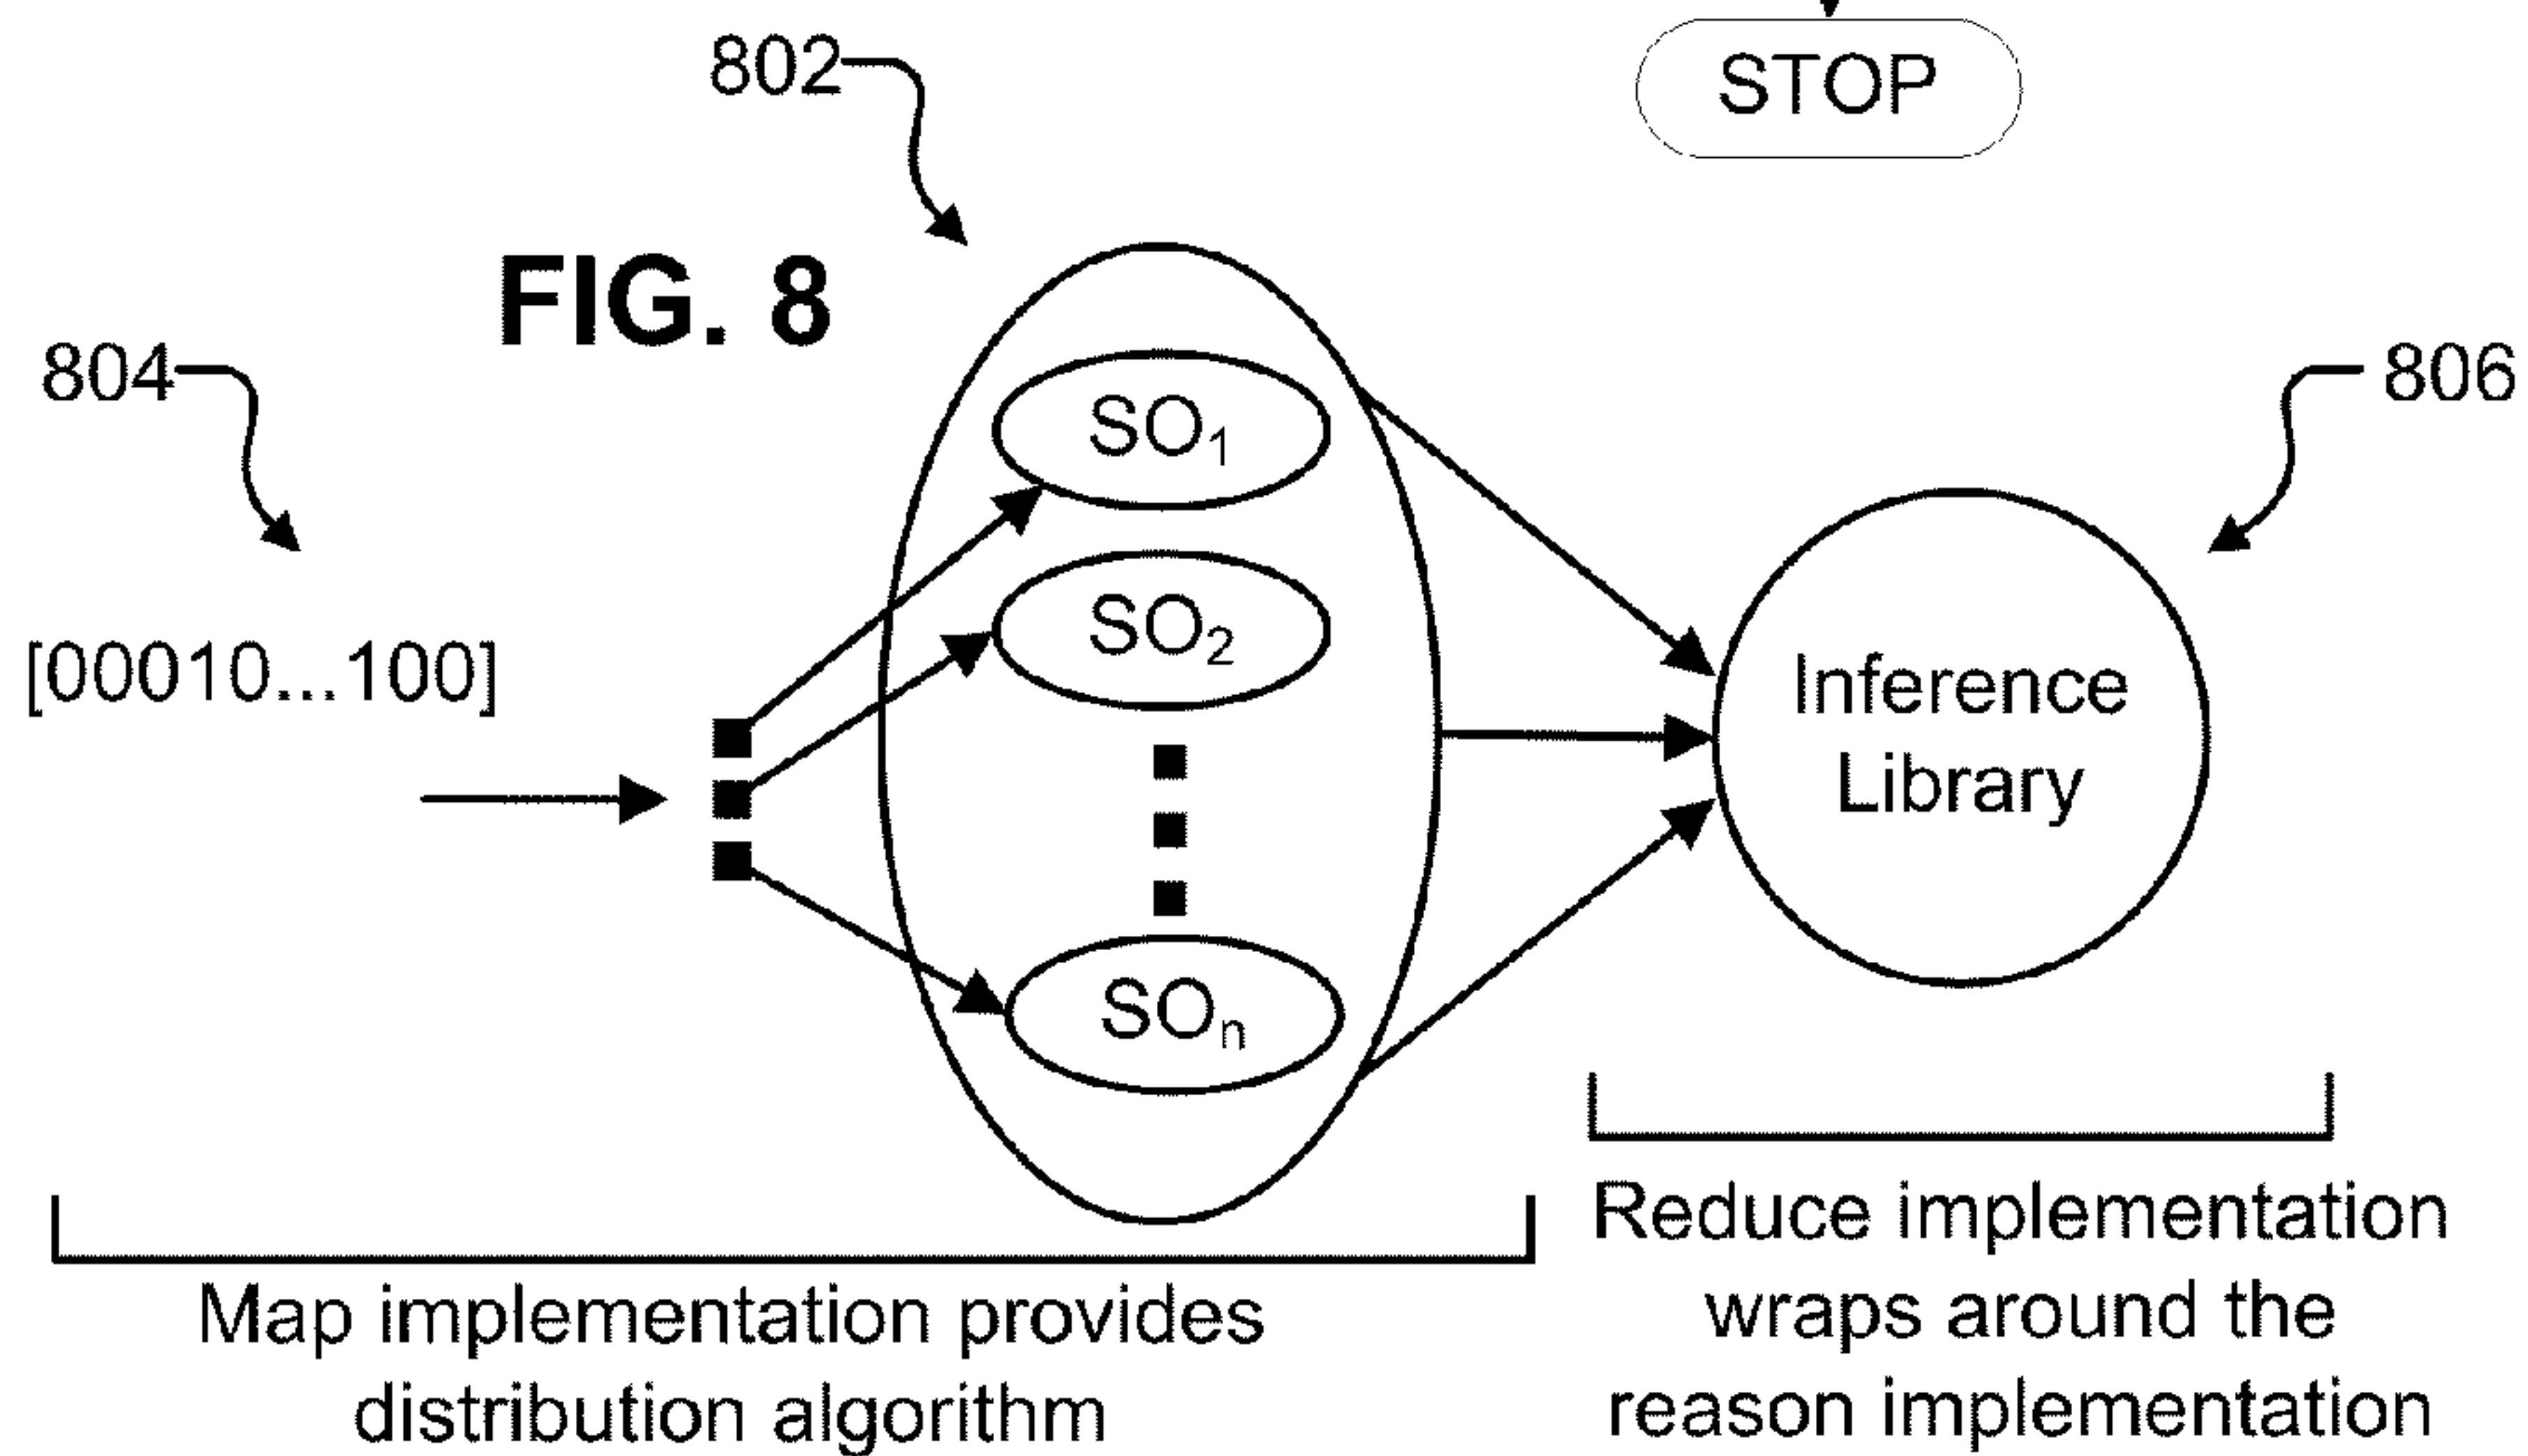 802
STOP
FIG. 8
804
806
SO₁
[00010...100]
SO₂
Inference
Library
SOₙ
Map implementation provides
distribution algorithm
Reduce implementation
wraps around the
reason implementation